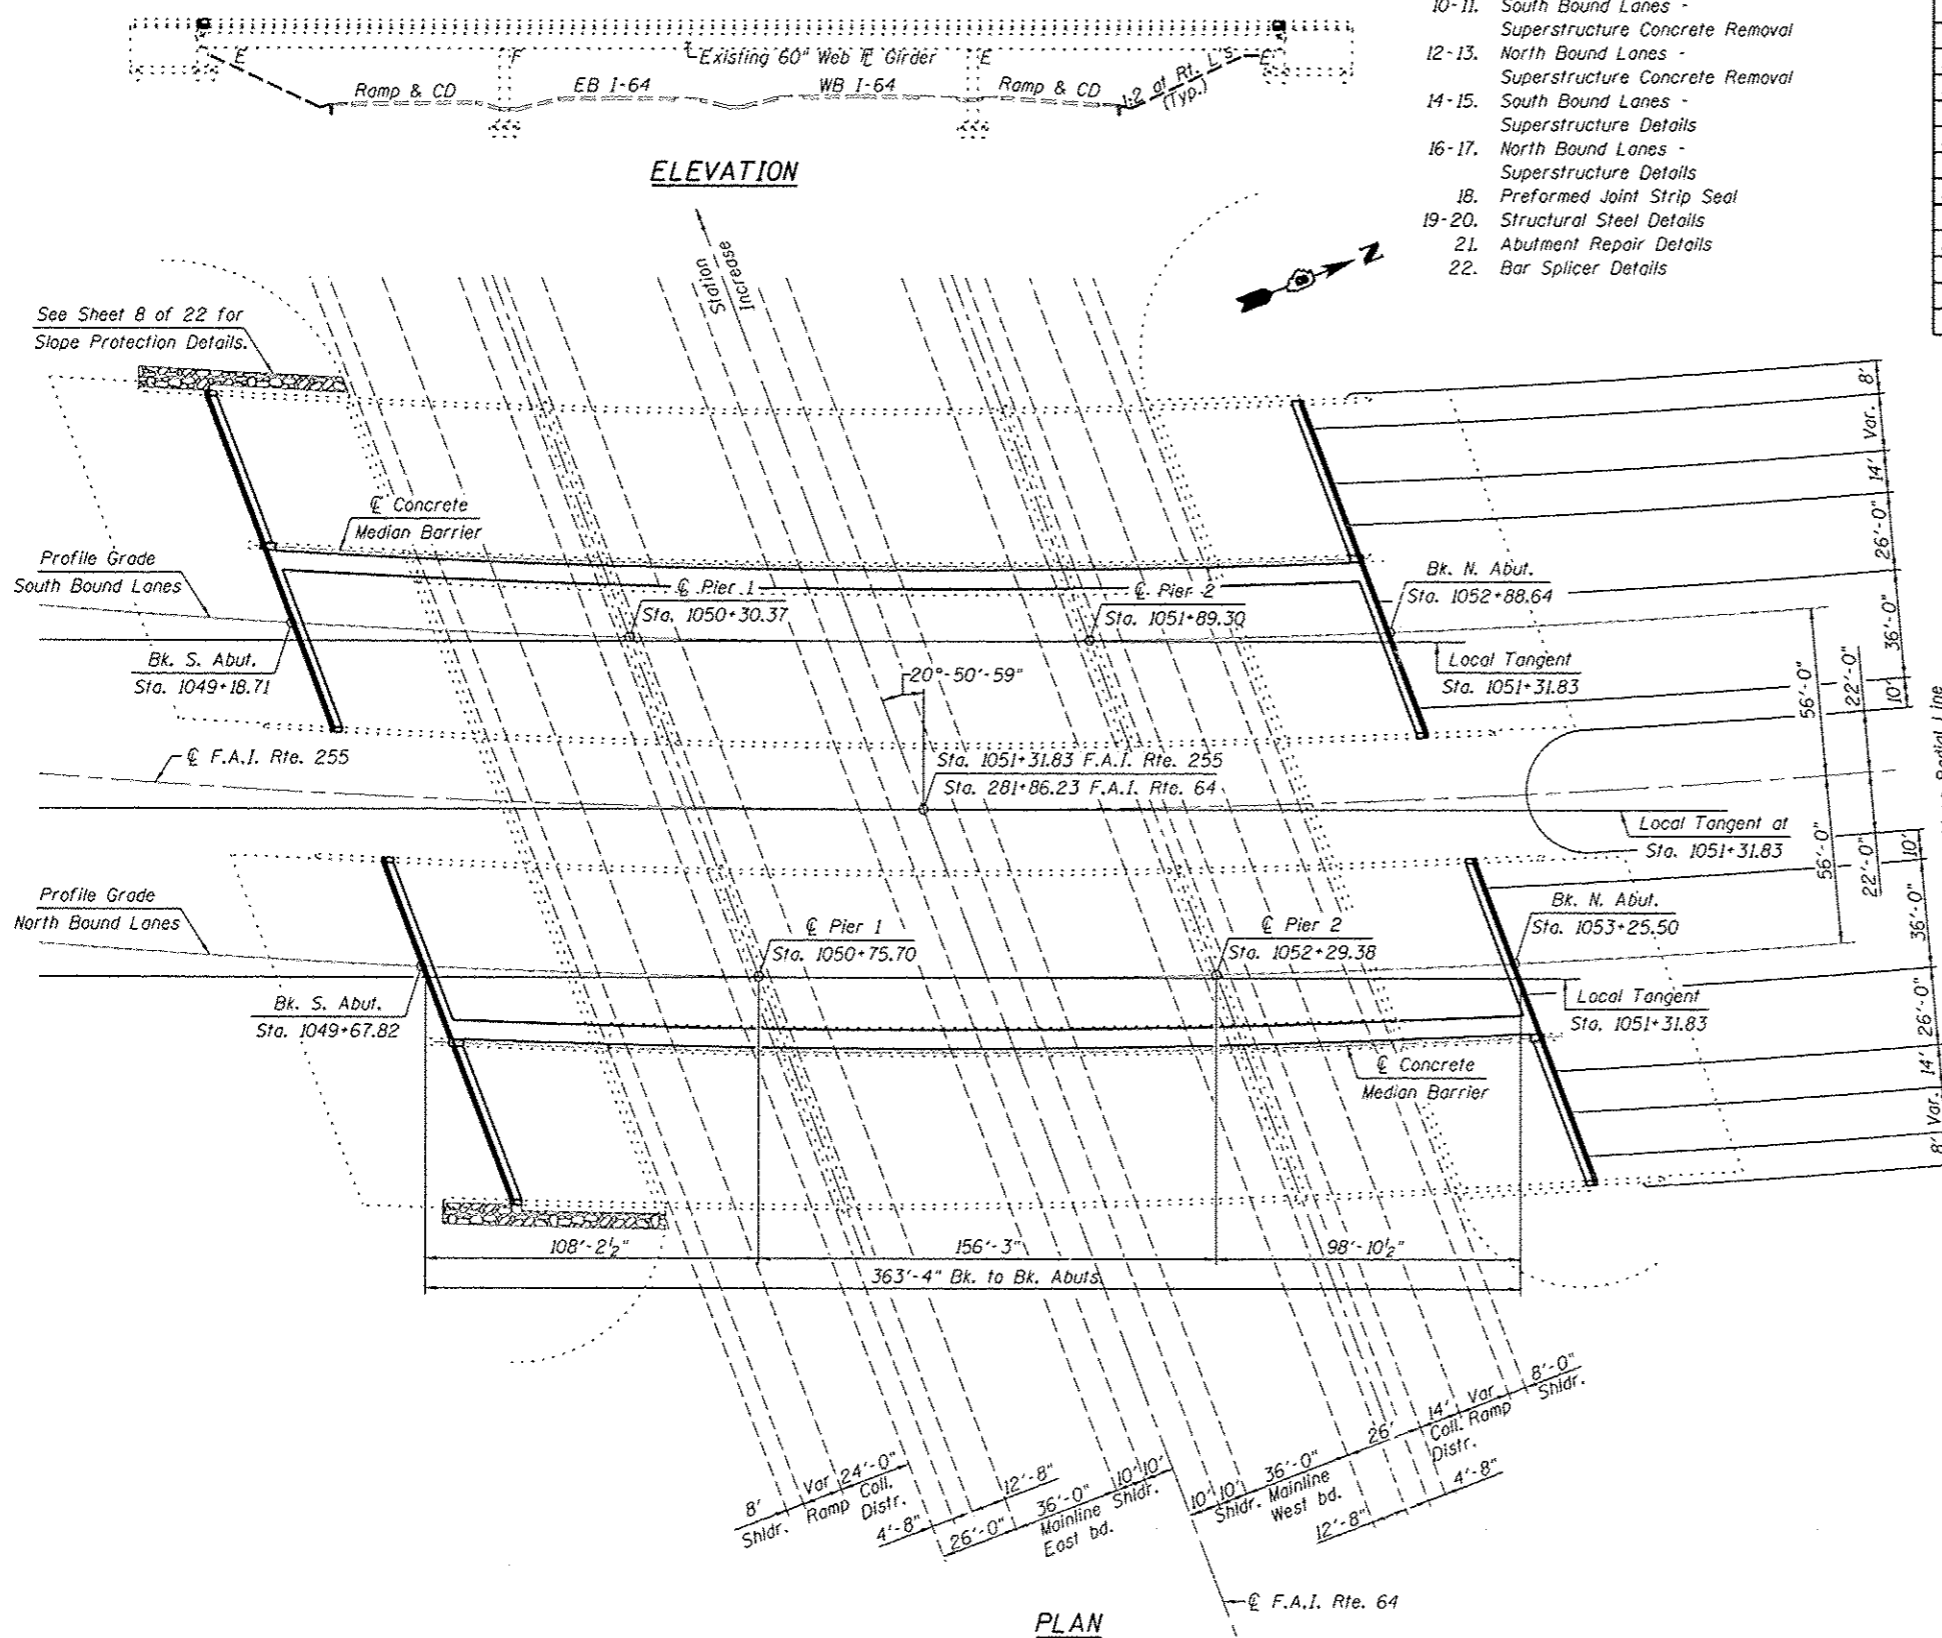 10-11. South Bound Lanes -
Superstructure Concrete Removal
12-13. North Bound Lanes -
Superstructure Concrete Removal
14-15. South Bound Lanes -
Superstructure Details
16-17. North Bound Lanes -
Superstructure Details
18. Preformed Joint Strip Seal
19-20. Structural Steel Details
21. Abutment Repair Details
22. Bar Splicer Details
E
F
Existing 60" Web ℄ Girder
E
E
Ramp & CD
EB I-64
WB I-64
Ramp & CD
1:2 at Rt. L's
(Typ.)
ELEVATION
Station
Increase
N
See Sheet 8 of 22 for
Slope Protection Details.
℄ Concrete
Median Barrier
Profile Grade
South Bound Lanes
℄ Pier 1
Sta. 1050+30.37
℄ Pier 2
Sta. 1051+89.30
Bk. N. Abut.
Sta. 1052+88.64
Bk. S. Abut.
Sta. 1049+18.71
Local Tangent
Sta. 1051+31.83
20°-50'-59"
℄ F.A.I. Rte. 255
Sta. 1051+31.83 F.A.I. Rte. 255
Sta. 281+86.23 F.A.I. Rte. 64
Local Tangent at
Sta. 1051+31.83
8'
Var.
14'
26'-0"
36'-0"
10'
22'-0"
56'-0"
Radial Line
56'-0"
22'-0"
10'
36'-0"
26'-0"
14'
Var.
8'
Profile Grade
North Bound Lanes
℄ Pier 1
Sta. 1050+75.70
℄ Pier 2
Sta. 1052+29.38
Bk. N. Abut.
Sta. 1053+25.50
Bk. S. Abut.
Sta. 1049+67.82
Local Tangent
Sta. 1051+31.83
℄ Concrete
Median Barrier
108'-2½"
156'-3"
98'-10½"
363'-4" Bk. to Bk. Abuts.
8'
Shldr.
Var.
Ramp
24'-0"
Coll.
Distr.
4'-8"
12'-8"
26'-0"
36'-0"
Mainline
East bd.
10'
Shldr.
10'
10'
10'
Shldr.
36'-0"
Mainline
West bd.
26'
12'-8"
4'-8"
14'
Coll.
Distr.
Var.
Ramp
8'-0"
Shldr.
℄ F.A.I. Rte. 64
PLAN